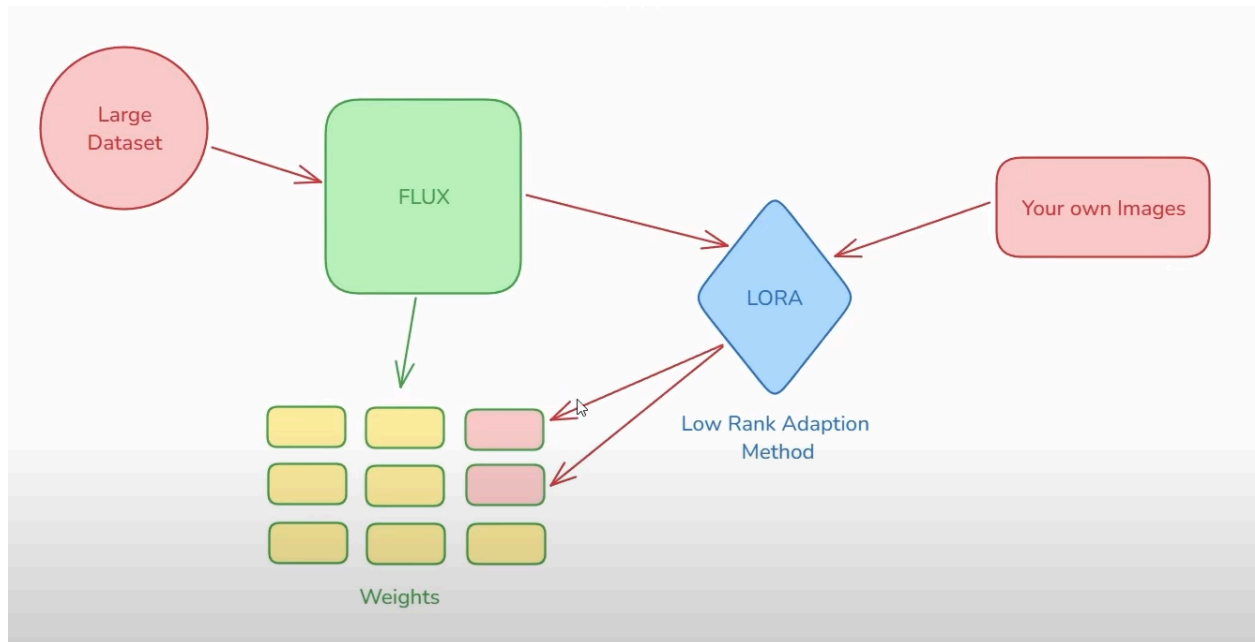 Large
Dataset
FLUX
Your own Images
LORA
Low Rank Adaption
Method
Weights